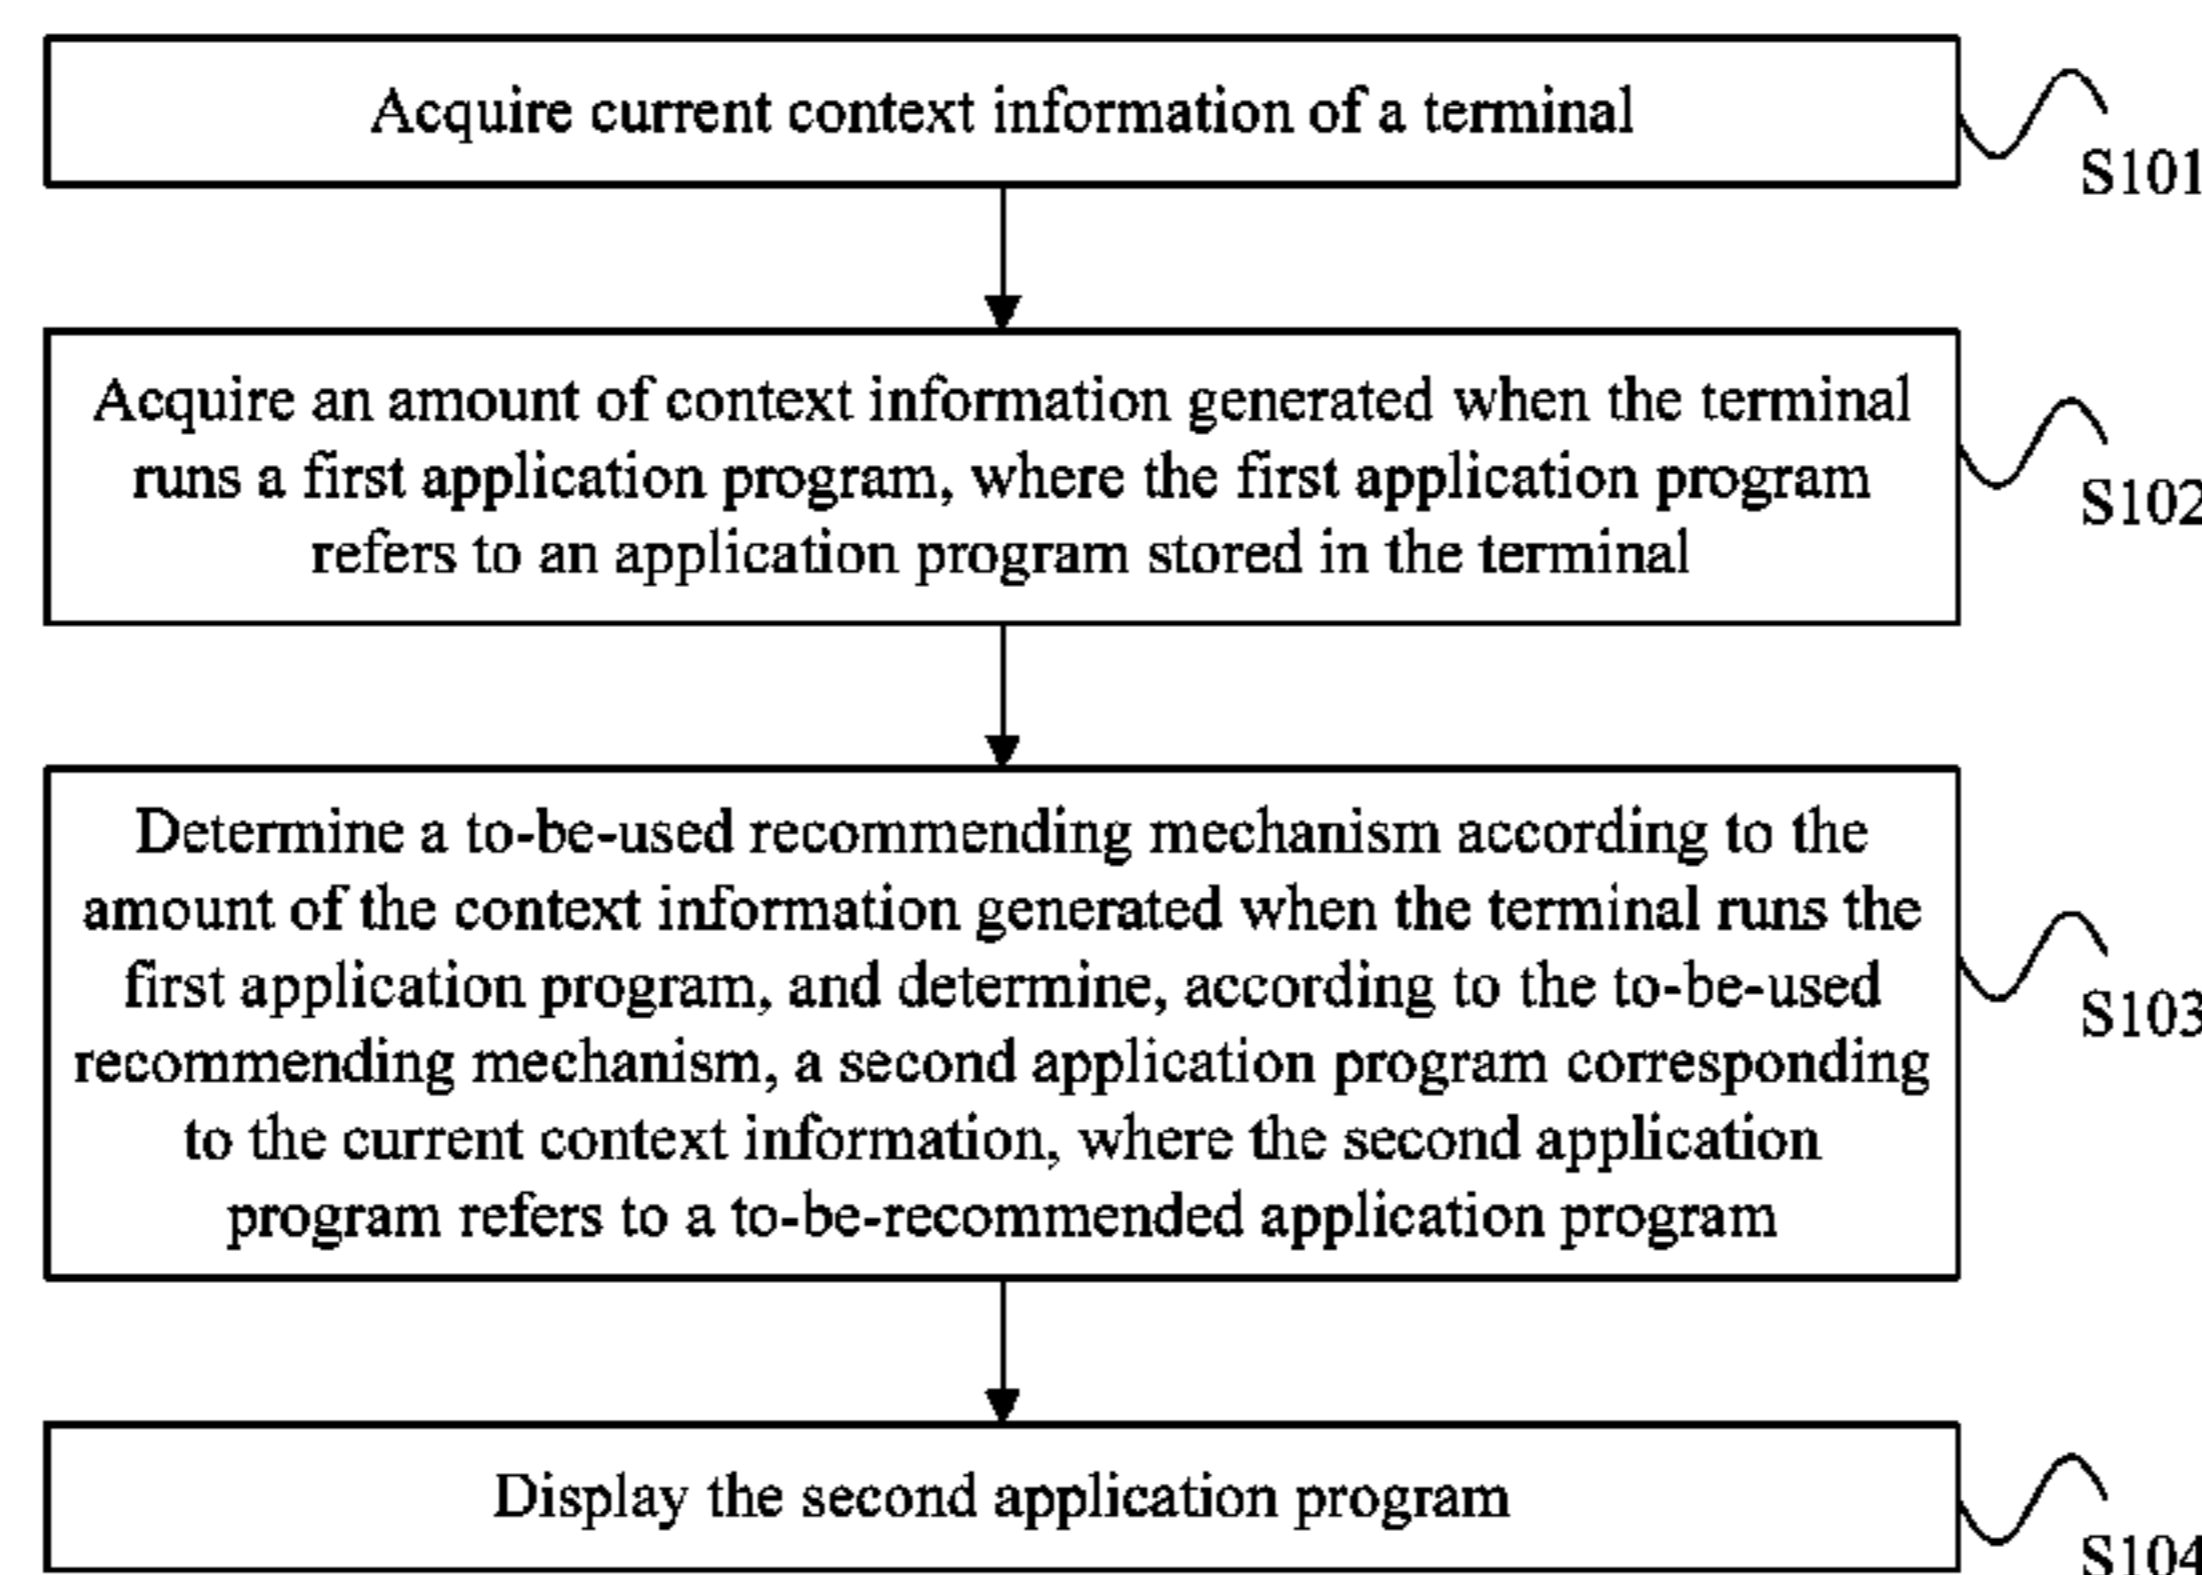 Acquire current context information of a terminal
S101
Acquire an amount of context information generated when the terminal
runs a first application program, where the first application program
refers to an application program stored in the terminal
S102
Determine a to-be-used recommending mechanism according to the
amount of the context information generated when the terminal runs the
first application program, and determine, according to the to-be-used
recommending mechanism, a second application program corresponding
to the current context information, where the second application
program refers to a to-be-recommended application program
S103
Display the second application program
S104